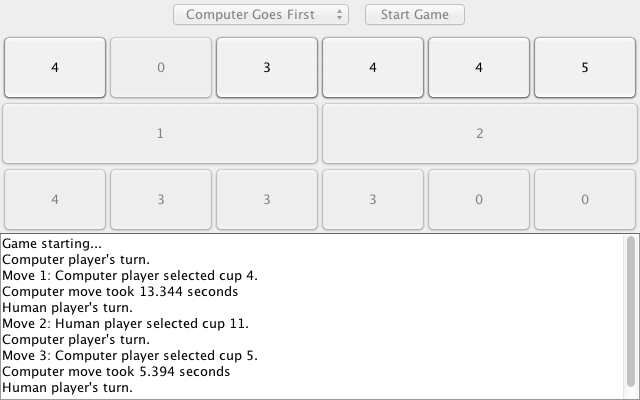 Computer Goes First Start Game
4 0 3 4 4 5
1 2
4 3 3 3 0 0
Game starting...
Computer player's turn.
Move 1: Computer player selected cup 4.
Computer move took 13.344 seconds
Human player's turn.
Move 2: Human player selected cup 11.
Computer player's turn.
Move 3: Computer player selected cup 5.
Computer move took 5.394 seconds
Human player's turn.